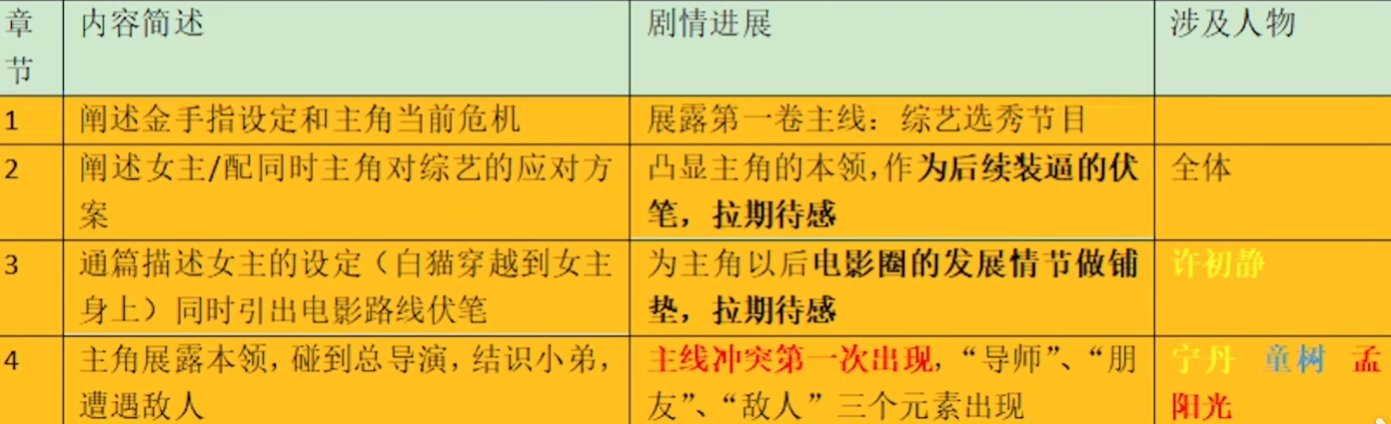 章节 内容简述 剧情进展 涉及人物
1 阐述金手指设定和主角当前危机 展露第一卷主线：综艺选秀节目
2 阐述女主/配同时主角对综艺的应对方案 凸显主角的本领，作为后续装逼的伏笔，拉期待感 全体
3 通篇描述女主的设定（白猫穿越到女主身上）同时引出电影路线伏笔 为主角以后电影圈的发展情节做铺垫，拉期待感 许初静
4 主角展露本领，碰到总导演，结识小弟，遭遇敌人 主线冲突第一次出现，“导师”、“朋友”、“敌人”三个元素出现 宁丹 童树 孟阳光